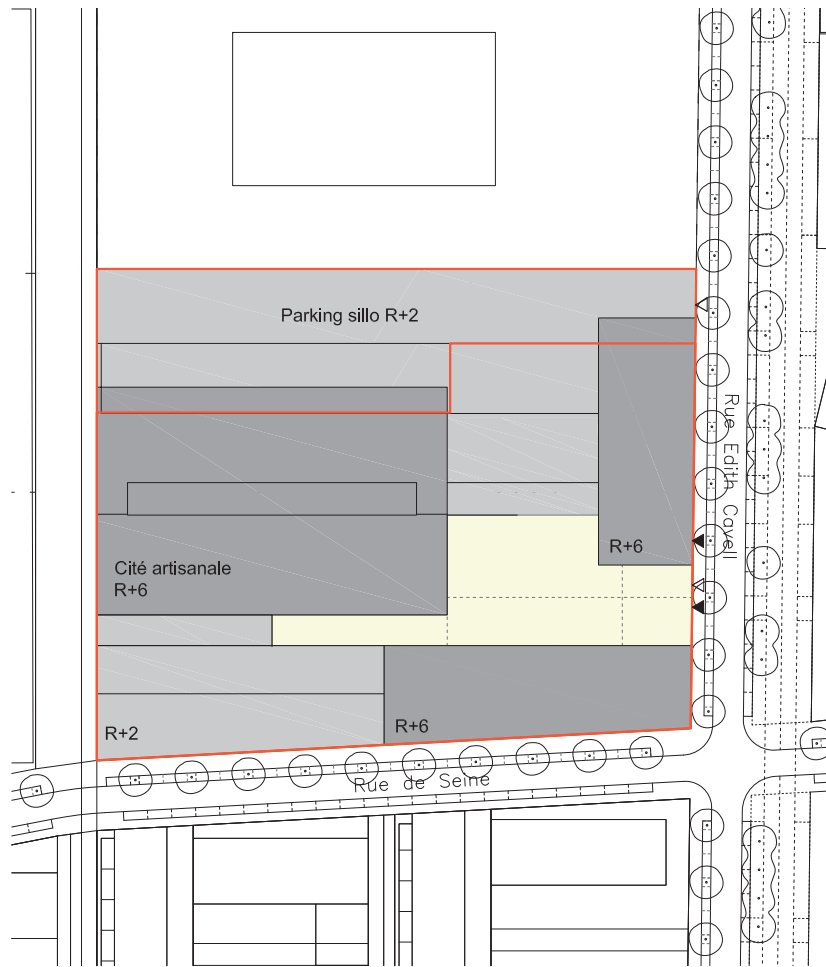 Parking sillo R+2
Rue Edith Cavell
R+6
Cité artisanale
R+6
R+2
R+6
Rue de Seine